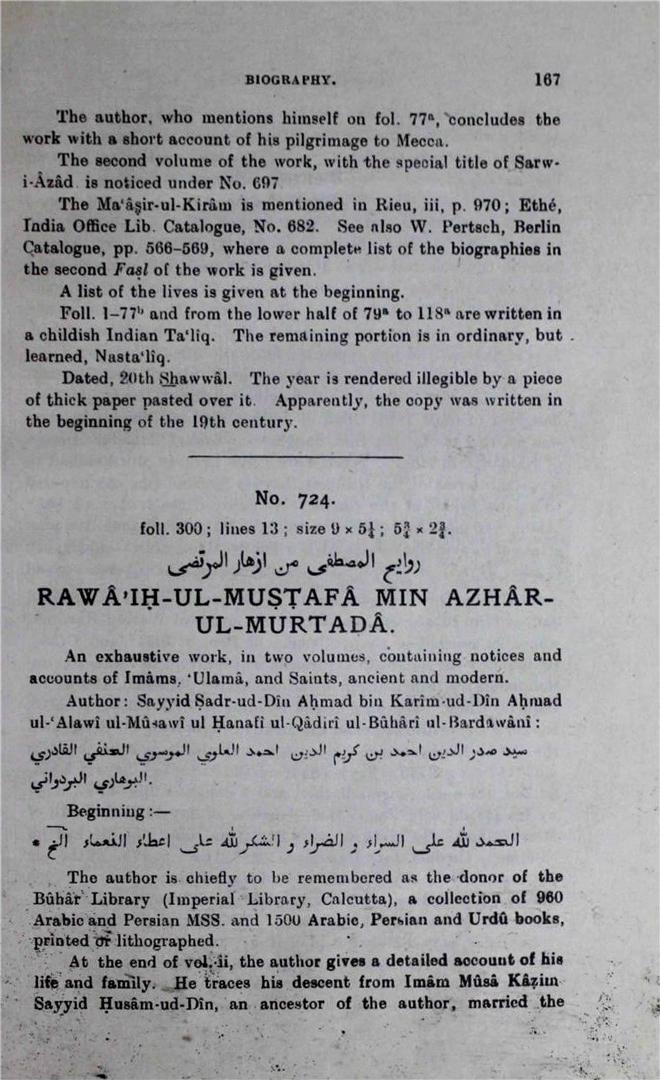 BIOGRAPHY. 167
The author, who mentions himself on fol. 77ᵃ, concludes the
work with a short account of his pilgrimage to Mecca.
The second volume of the work, with the special title of Sarw-
i-Âzâd is noticed under No. 697
The Ma‘âṣir-ul-Kirâm is mentioned in Rieu, iii, p. 970; Ethé,
India Office Lib. Catalogue, No. 682. See also W. Pertsch, Berlin
Catalogue, pp. 566–569, where a complete list of the biographies in
the second Faṣl of the work is given.
A list of the lives is given at the beginning.
Foll. 1–77ᵇ and from the lower half of 79ᵃ to 118ᵃ are written in
a childish Indian Ta‘lîq. The remaining portion is in ordinary, but
learned, Nasta‘lîq.
Dated, 20th Shawwâl. The year is rendered illegible by a piece
of thick paper pasted over it. Apparently, the copy was written in
the beginning of the 19th century.
No. 724.
foll. 300; lines 13; size 9 × 5¼; 5¾ × 2¾.
روايح المصطفى من ازهار المرتضى
RAWÂ’IḤ-UL-MUṢṬAFÂ MIN AZHÂR-
UL-MURTADÂ.
An exhaustive work, in two volumes, containing notices and
accounts of Imâms, ‘Ulamâ, and Saints, ancient and modern.
Author: Sayyid Ṣadr-ud-Dîn Aḥmad bin Karîm-ud-Dîn Aḥmad
ul-‘Alawî ul-Mûsawî ul Ḥanafî ul-Qâdirî ul-Bûhârî ul-Bardawânî:
سيد صدر الدين احمد بن كريم الدين احمد العلوي الموسوي الحنفي القادري
البوهاري البردواني.
Beginning:—
الحمد لله على السراء و الضراء و الشكر لله على اعطاء النعماء الخ *
The author is chiefly to be remembered as the donor of the
Bûhâr Library (Imperial Library, Calcutta), a collection of 960
Arabic and Persian MSS. and 1500 Arabic, Persian and Urdû books,
printed or lithographed.
At the end of vol. ii, the author gives a detailed account of his
life and family. He traces his descent from Imâm Mûsâ Kâẓim
Sayyid Ḥusâm-ud-Dîn, an ancestor of the author, married the